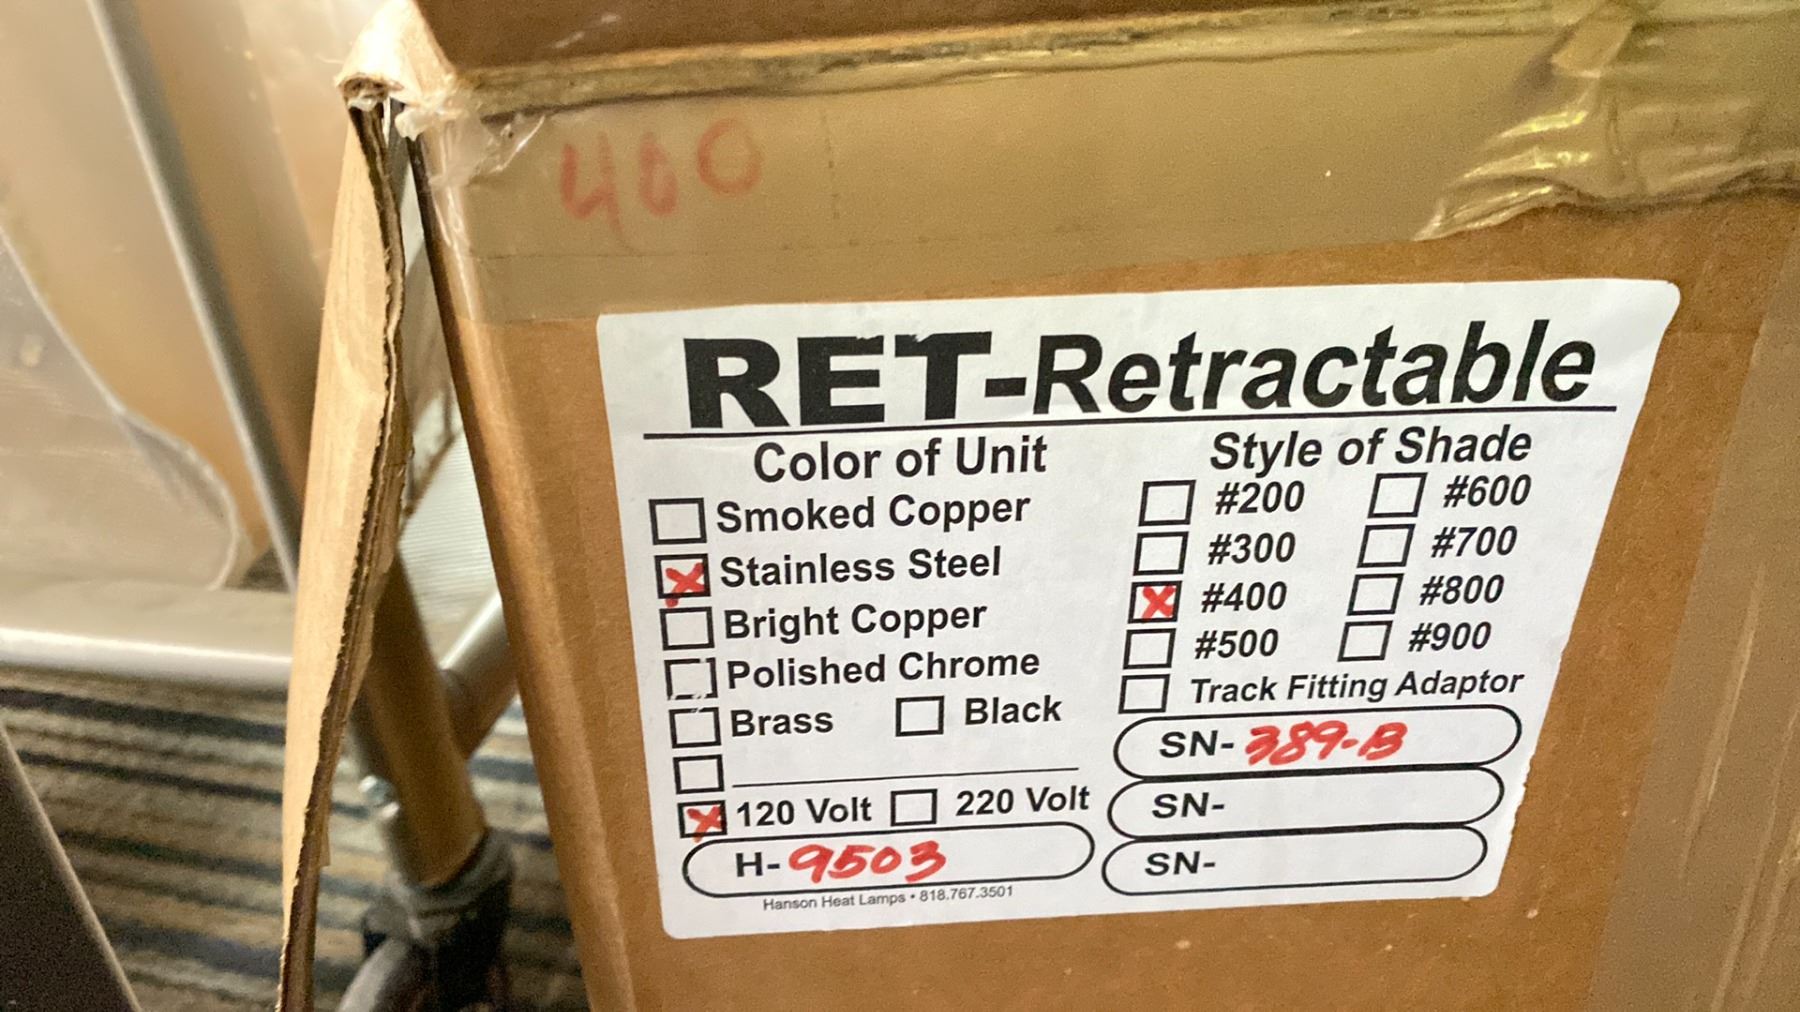 400
RET-Retractable
Color of Unit
Smoked Copper
Stainless Steel
Bright Copper
Polished Chrome
Brass Black
120 Volt 220 Volt
H-9503
Hanson Heat Lamps • 818.767.3501
Style of Shade
#200 #600
#300 #700
#400 #800
#500 #900
Track Fitting Adaptor
SN-389-B
SN-
SN-